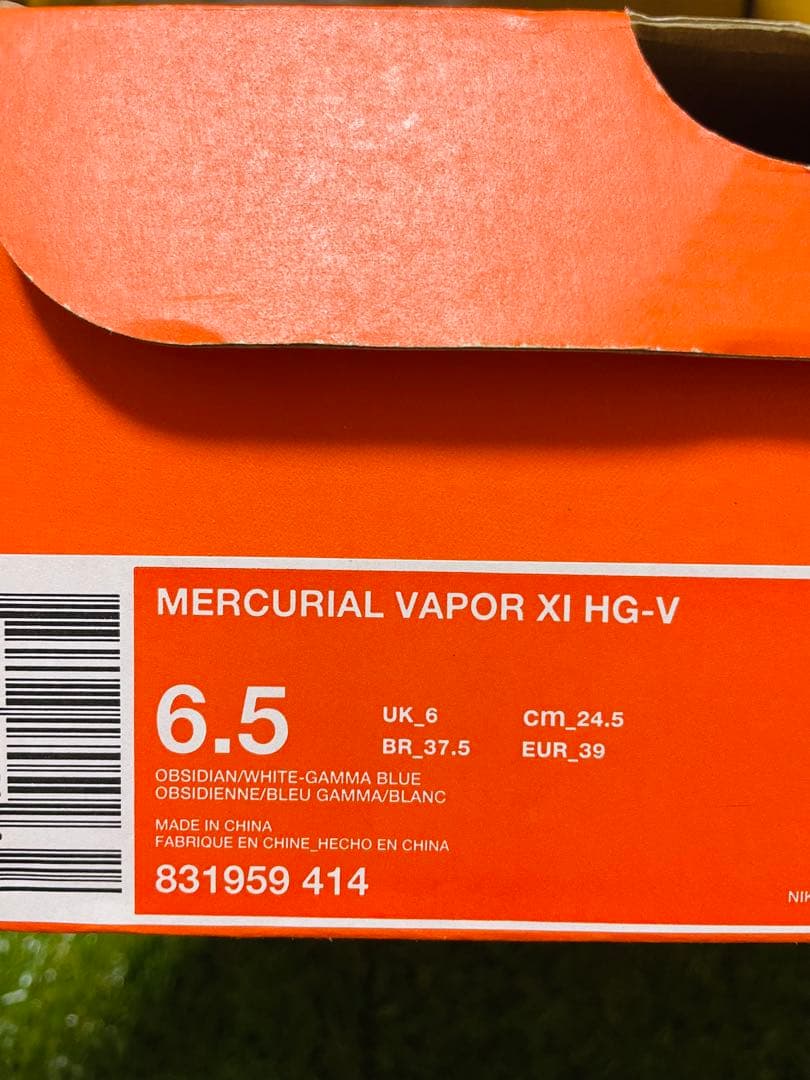 MERCURIAL VAPOR XI HG-V
6.5
UK_6 cm_24.5
BR_37.5 EUR_39
OBSIDIAN/WHITE-GAMMA BLUE
OBSIDIENNE/BLEU GAMMA/BLANC
MADE IN CHINA
FABRIQUE EN CHINE_HECHO EN CHINA
831959 414